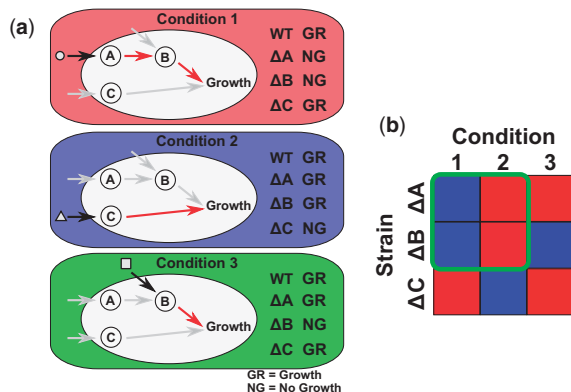 (a)
Condition 1
A
B
C
Growth
WT GR
ΔA NG
ΔB NG
ΔC GR
Condition 2
A
B
C
Growth
WT GR
ΔA GR
ΔB GR
ΔC NG
Condition 3
A
B
C
Growth
WT GR
ΔA GR
ΔB NG
ΔC GR
GR = Growth
NG = No Growth
(b)
Condition
1 2 3
Strain
ΔA
ΔB
ΔC